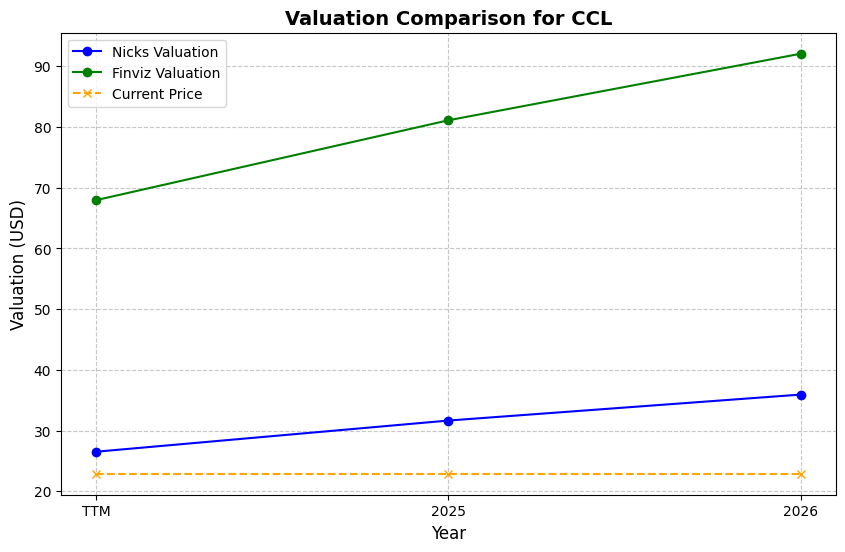 Valuation Comparison for CCL
Nicks Valuation
Finviz Valuation
Current Price
Valuation (USD)
90
80
70
60
50
40
30
20
TTM
2025
2026
Year